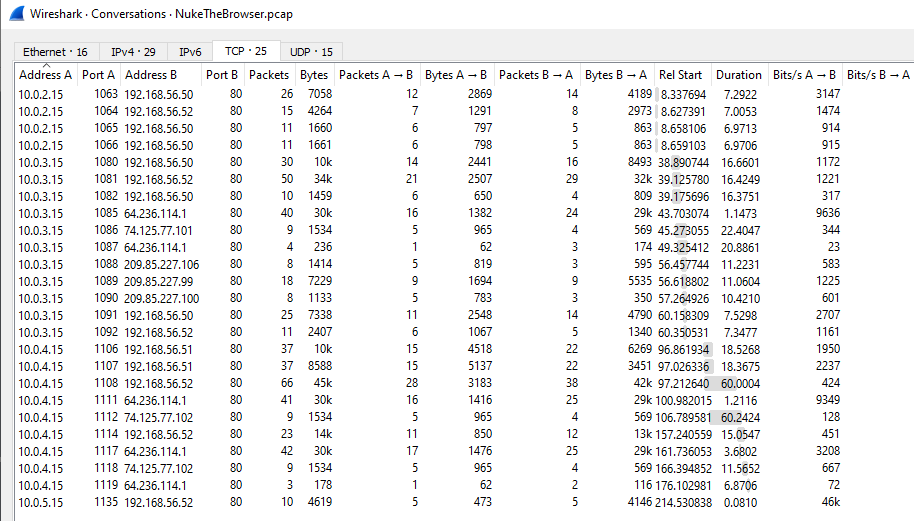 Wireshark · Conversations · NukeTheBrowser.pcap
Ethernet · 16 IPv4 · 29 IPv6 TCP · 25 UDP · 15
Address A Port A Address B Port B Packets Bytes Packets A → B Bytes A → B Packets B → A Bytes B → A Rel Start Duration Bits/s A → B Bits/s B → A
10.0.2.15 1063 192.168.56.50 80 26 7058 12 2869 14 4189 8.337694 7.2922 3147
10.0.2.15 1064 192.168.56.52 80 15 4264 7 1291 8 2973 8.627391 7.0053 1474
10.0.2.15 1065 192.168.56.50 80 11 1660 6 797 5 863 8.658106 6.9713 914
10.0.2.15 1066 192.168.56.50 80 11 1661 6 798 5 863 8.659103 6.9706 915
10.0.3.15 1080 192.168.56.50 80 30 10k 14 2441 16 8493 38.890744 16.6601 1172
10.0.3.15 1081 192.168.56.52 80 50 34k 21 2507 29 32k 39.125780 16.4249 1221
10.0.3.15 1082 192.168.56.50 80 10 1459 6 650 4 809 39.175696 16.3751 317
10.0.3.15 1085 64.236.114.1 80 40 30k 16 1382 24 29k 43.703074 1.1473 9636
10.0.3.15 1086 74.125.77.101 80 9 1534 5 965 4 569 45.273055 22.4047 344
10.0.3.15 1087 64.236.114.1 80 4 236 1 62 3 174 49.325412 20.8861 23
10.0.3.15 1088 209.85.227.106 80 8 1414 5 819 3 595 56.457744 11.2231 583
10.0.3.15 1089 209.85.227.99 80 18 7229 9 1694 9 5535 56.618802 11.0604 1225
10.0.3.15 1090 209.85.227.100 80 8 1133 5 783 3 350 57.264926 10.4210 601
10.0.3.15 1091 192.168.56.50 80 25 7338 11 2548 14 4790 60.158309 7.5298 2707
10.0.3.15 1092 192.168.56.52 80 11 2407 6 1067 5 1340 60.350531 7.3477 1161
10.0.4.15 1106 192.168.56.51 80 37 10k 15 4518 22 6269 96.861934 18.5268 1950
10.0.4.15 1107 192.168.56.51 80 37 8588 15 5137 22 3451 97.026336 18.3675 2237
10.0.4.15 1108 192.168.56.52 80 66 45k 28 3183 38 42k 97.212640 60.0004 424
10.0.4.15 1111 64.236.114.1 80 41 30k 16 1416 25 29k 100.982015 1.2116 9349
10.0.4.15 1112 74.125.77.102 80 9 1534 5 965 4 569 106.789581 60.2424 128
10.0.4.15 1114 192.168.56.52 80 23 14k 11 850 12 13k 157.240559 15.0547 451
10.0.4.15 1117 64.236.114.1 80 42 30k 17 1476 25 29k 161.736053 3.6802 3208
10.0.4.15 1118 74.125.77.102 80 9 1534 5 965 4 569 166.394852 11.5652 667
10.0.4.15 1119 64.236.114.1 80 3 178 1 62 2 116 176.102981 6.8706 72
10.0.5.15 1135 192.168.56.52 80 10 4619 5 473 5 4146 214.530838 0.0810 46k